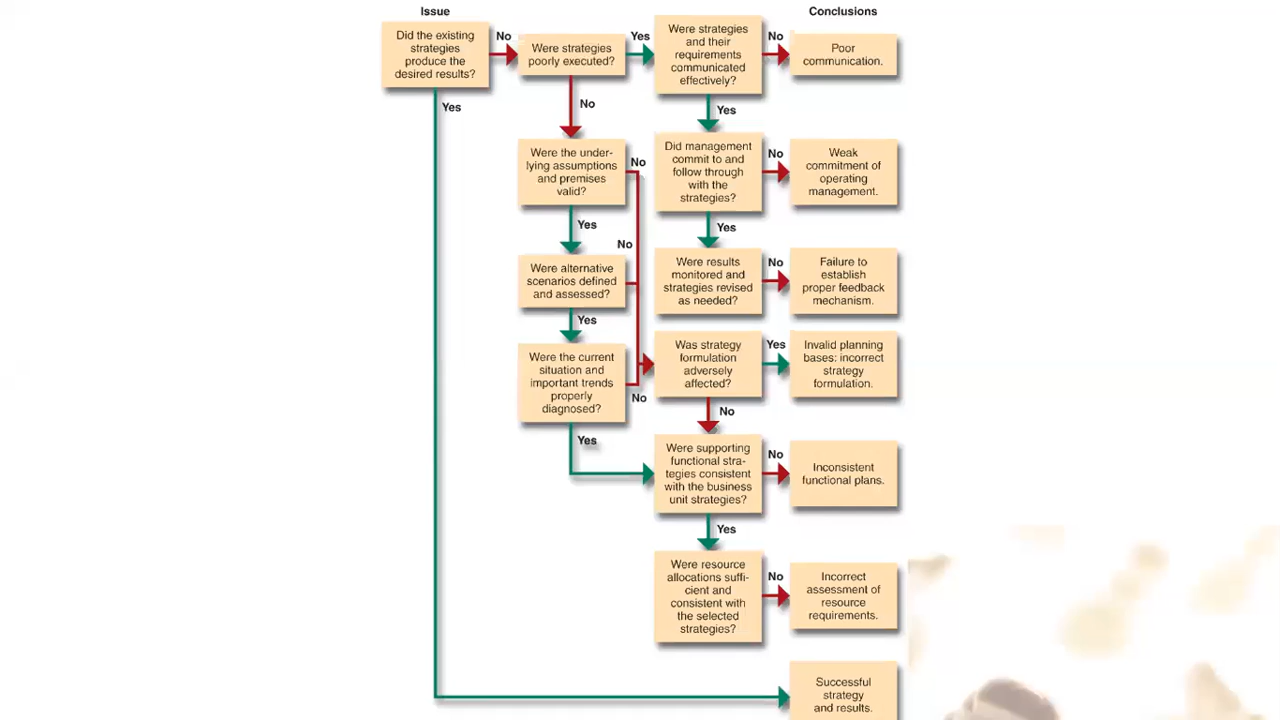 Issue
Conclusions
Did the existing
strategies
produce the
desired results?
No
Were strategies
poorly executed?
Yes
Were strategies
and their
requirements
communicated
effectively?
No
Poor
communication.
Yes
No
Yes
Were the under-
lying assumptions
and premises
valid?
No
Did management
commit to and
follow through
with the
strategies?
No
Weak
commitment of
operating
management.
Yes
No
Yes
Were alternative
scenarios defined
and assessed?
Were results
monitored and
strategies revised
as needed?
No
Failure to
establish
proper feedback
mechanism.
Yes
Were the current
situation and
important trends
properly
diagnosed?
No
Was strategy
formulation
adversely
affected?
Yes
Invalid planning
bases: incorrect
strategy
formulation.
No
Yes
Were supporting
functional stra-
tegies consistent
with the business
unit strategies?
No
Inconsistent
functional plans.
Yes
Were resource
allocations suffi-
cient and
consistent with
the selected
strategies?
No
Incorrect
assessment of
resource
requirements.
Successful
strategy
and results.